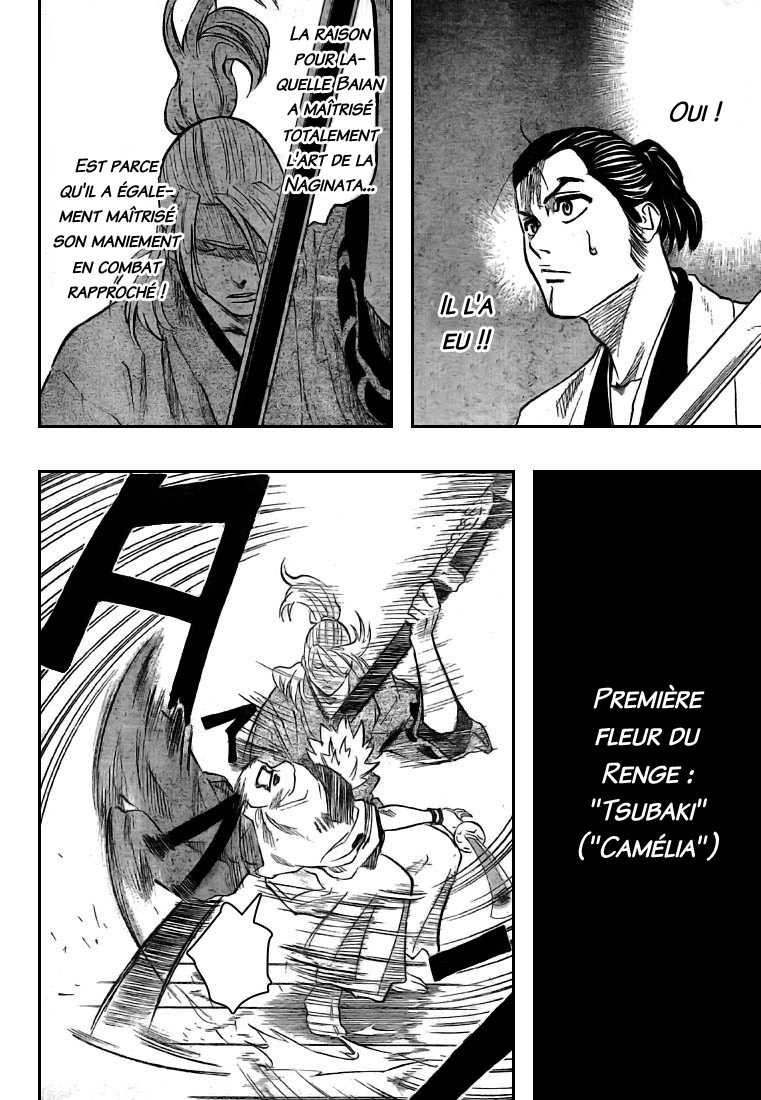 Oui !
Il l'a
eu !!
La raison
pour la-
quelle Baian
a maîtrisé
totalement
l'art de la
Naginata...
Est parce
qu'il a égale-
ment maîtrisé
son maniement
en combat
rapproché !
Première
fleur du
Renge :
"Tsubaki"
("Camélia")